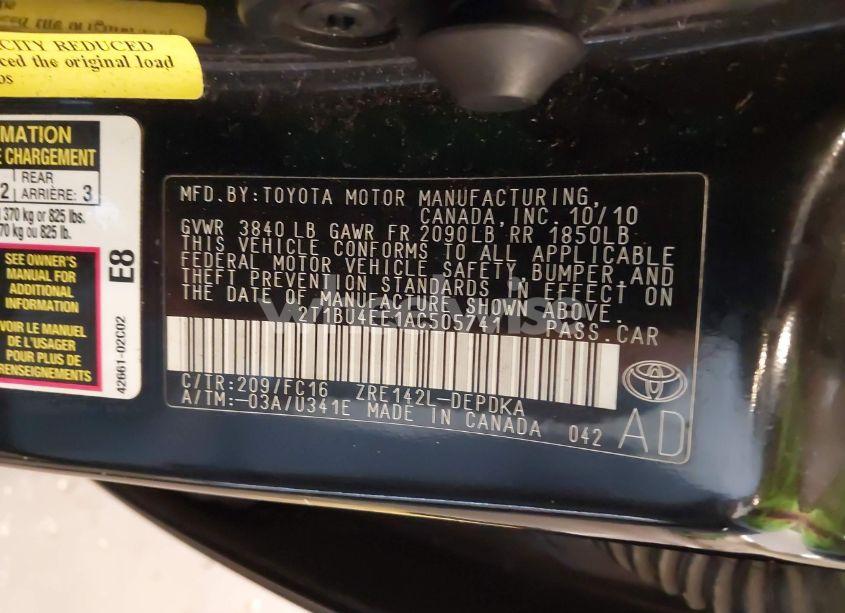 CITY REDUCED
ced the original load
os
MATION
E CHARGEMENT
2 REAR
ARRIÈRE: 3
370 kg or 825 lbs.
70 kg ou 825 lb.
SEE OWNER'S
MANUAL FOR
ADDITIONAL
INFORMATION
VOIR LE MANUEL
DE L'USAGER
POUR PLUS DE
RENSEIGNEMENTS
E8
42661-02C02
MFD.BY:TOYOTA MOTOR MANUFACTURING,
CANADA,INC. 10/10
GVWR 3840 LB GAWR FR 2090LB RR 1850LB
THIS VEHICLE CONFORMS TO ALL APPLICABLE
FEDERAL MOTOR VEHICLE SAFETY, BUMPER, AND
THEFT PREVENTION STANDARDS IN EFFECT ON
THE DATE OF MANUFACTURE SHOWN ABOVE.
2T1BU4EE1AC505741 PASS.CAR
C/TR:209/FC16 ZRE142L-DEPDKA
A/TM:-03A/U341E MADE IN CANADA 042
AD